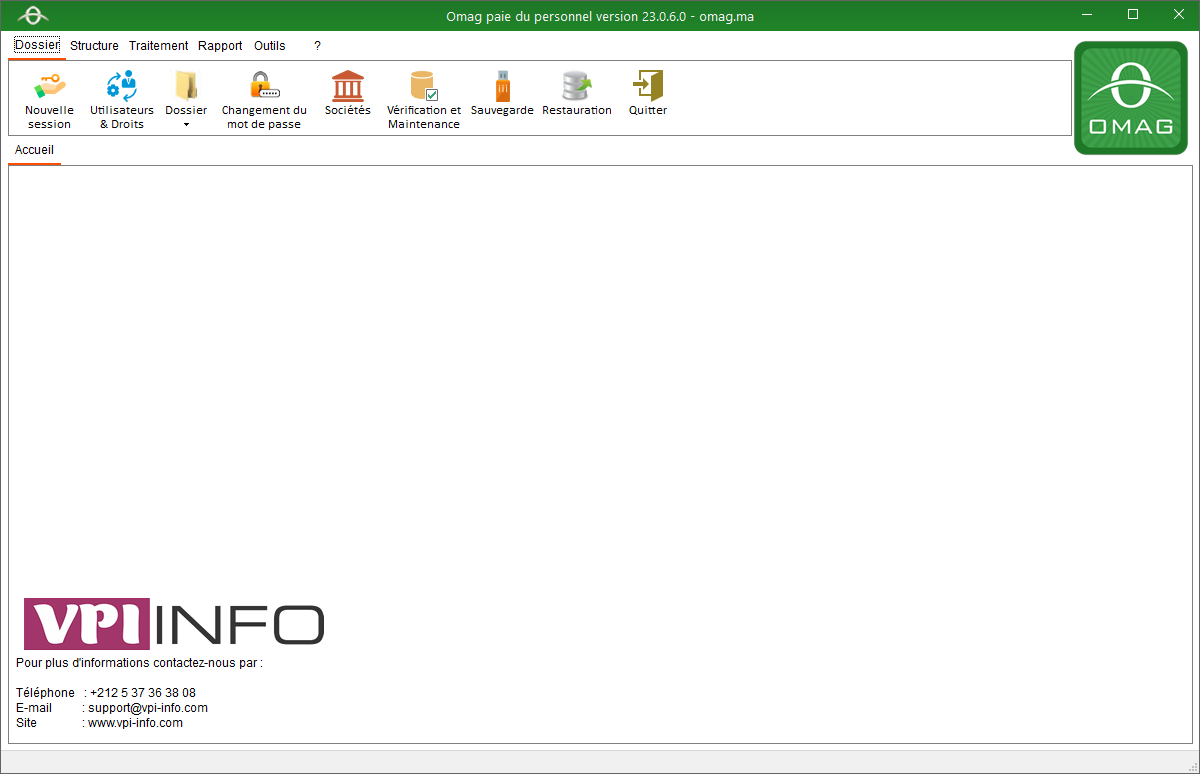 Omag paie du personnel version 23.0.6.0 - omag.ma
Dossier Structure Traitement Rapport Outils ?
Nouvelle session
Utilisateurs & Droits
Dossier
Changement du mot de passe
Sociétés
Vérification et Maintenance
Sauvegarde
Restauration
Quitter
OMAG
Accueil
VPI INFO
Pour plus d'informations contactez-nous par :
Téléphone : +212 5 37 36 38 08
E-mail : support@vpi-info.com
Site : www.vpi-info.com